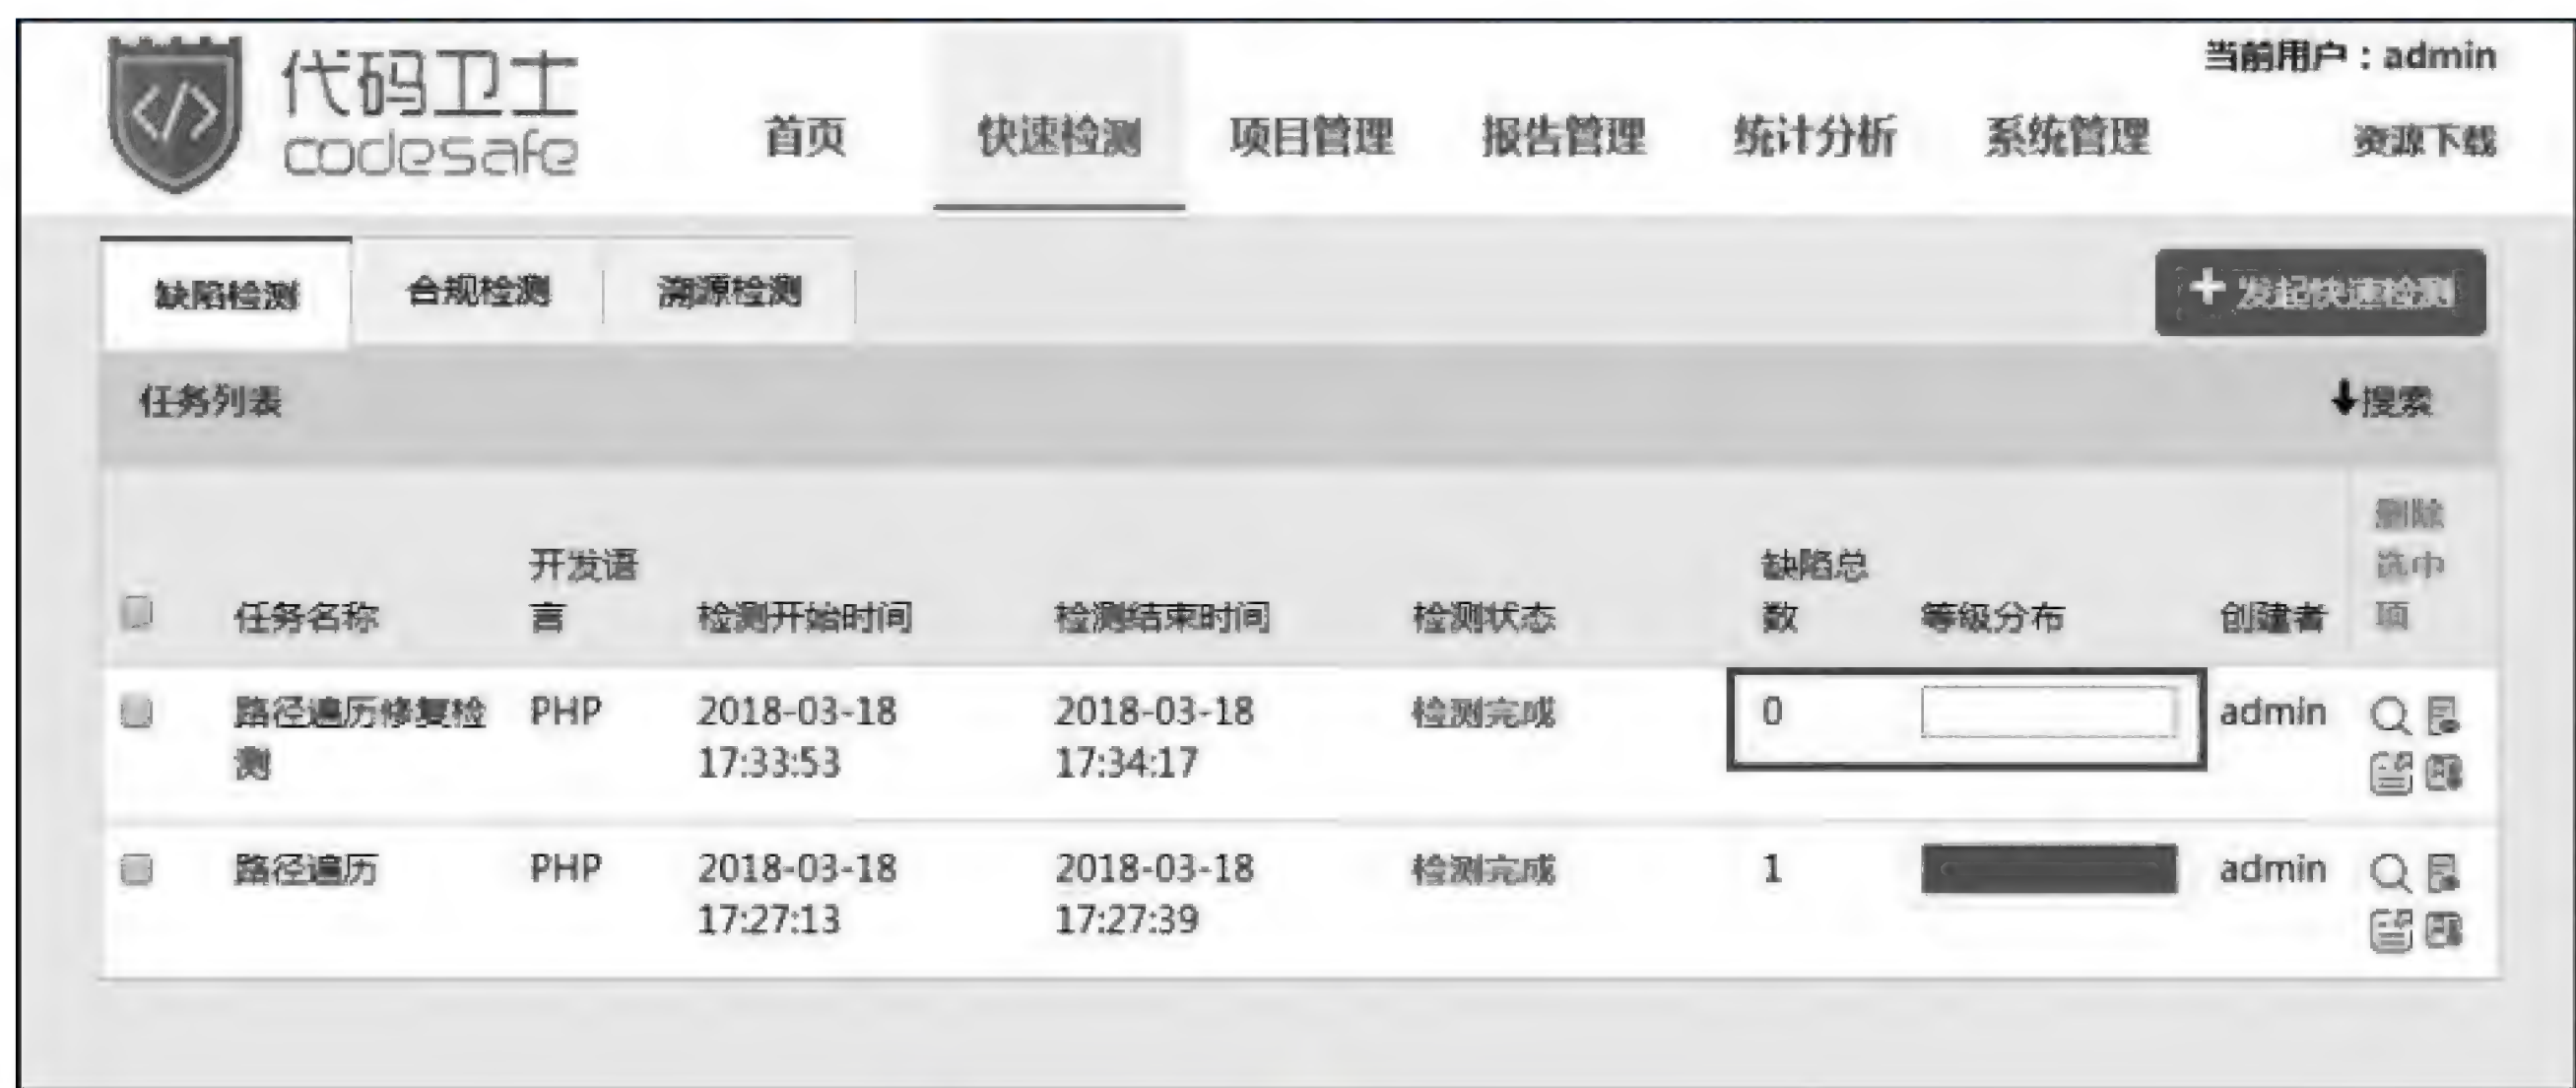 当前用户：admin
代码卫士
codesafe
首页 快速检测 项目管理 报告管理 统计分析 系统管理 资源下载
缺陷检测 合规检测 溯源检测 发起快速检测
任务列表 搜索
任务名称 开发语言 检测开始时间 检测结束时间 检测状态 缺陷总数 等级分布 创建者 删除选中项
路径遍历修复检测 PHP 2018-03-18 17:33:53 2018-03-18 17:34:17 检测完成 0 admin
路径遍历 PHP 2018-03-18 17:27:13 2018-03-18 17:27:39 检测完成 1 admin